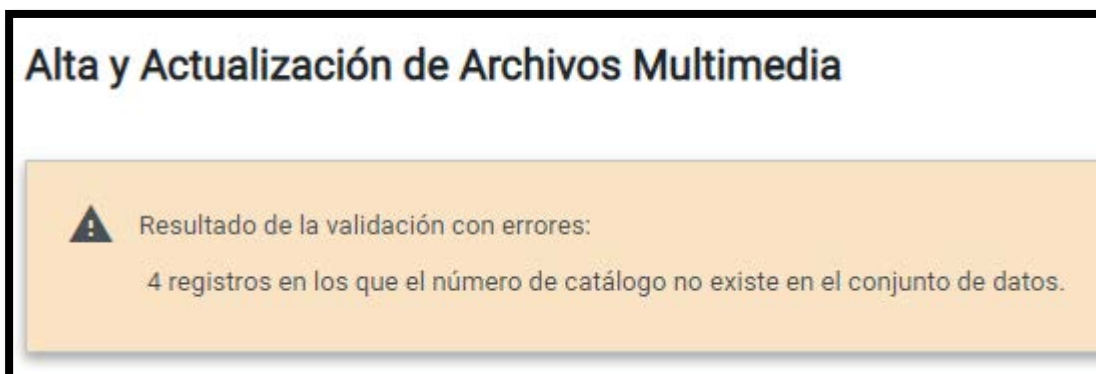 Alta y Actualización de Archivos Multimedia
Resultado de la validación con errores:
4 registros en los que el número de catálogo no existe en el conjunto de datos.